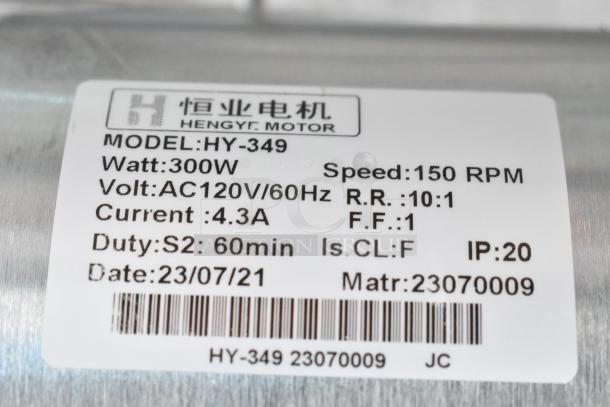 恒业电机
HENGYE MOTOR
MODEL:HY-349
Watt:300W Speed:150 RPM
Volt:AC120V/60Hz R.R. :10:1
Current :4.3A F.F.:1
Duty:S2: 60min Is.CL:F IP:20
Date:23/07/21 Matr:23070009
HY-349 23070009 JC